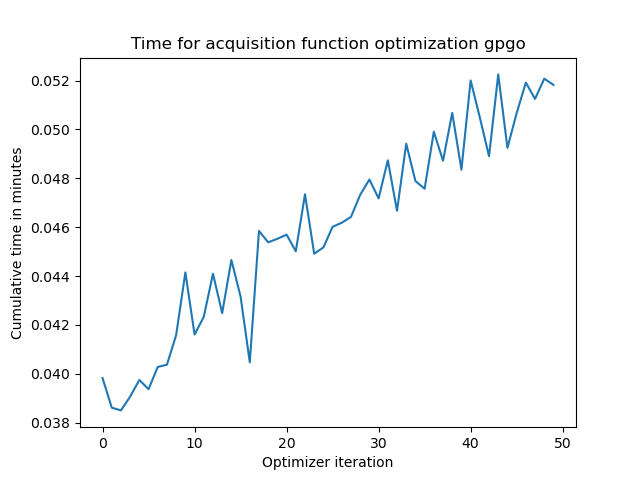 Time for acquisition function optimization gpgo
0.052
0.050
0.048
0.046
0.044
0.042
0.040
0.038
Cumulative time in minutes
0 10 20 30 40 50
Optimizer iteration